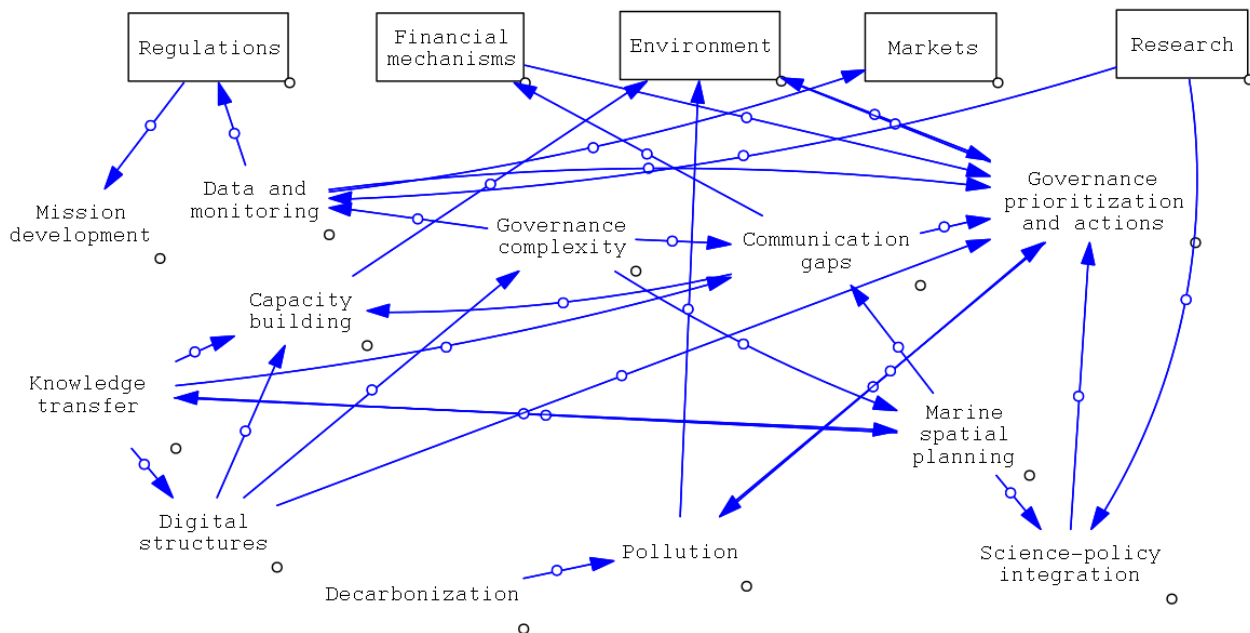 Regulations
Financial
mechanisms
Environment
Markets
Research
Mission
development
Data and
monitoring
Governance
complexity
Communication
gaps
Governance
prioritization
and actions
Capacity
building
Knowledge
transfer
Marine
spatial
planning
Digital
structures
Decarbonization
Pollution
Science-policy
integration